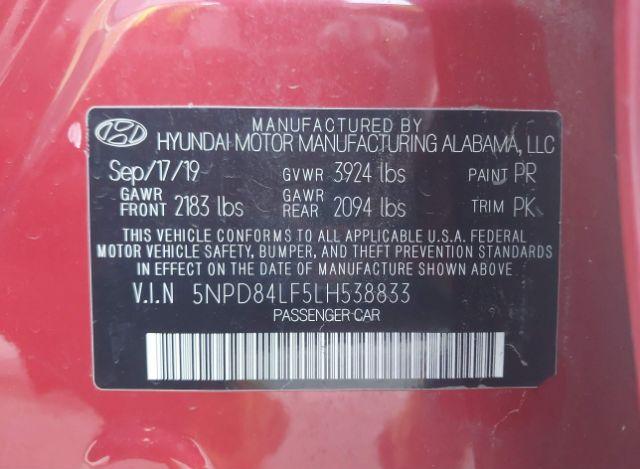 MANUFACTURED BY
HYUNDAI MOTOR MANUFACTURING ALABAMA, LLC
Sep/17/19 GVWR 3924 lbs PAINT PR
GAWR FRONT 2183 lbs GAWR REAR 2094 lbs TRIM PK
THIS VEHICLE CONFORMS TO ALL APPLICABLE U.S.A. FEDERAL
MOTOR VEHICLE SAFETY, BUMPER, AND THEFT PREVENTION STANDARDS
IN EFFECT ON THE DATE OF MANUFACTURE SHOWN ABOVE.
V.I.N 5NPD84LF5LH538833
PASSENGER CAR